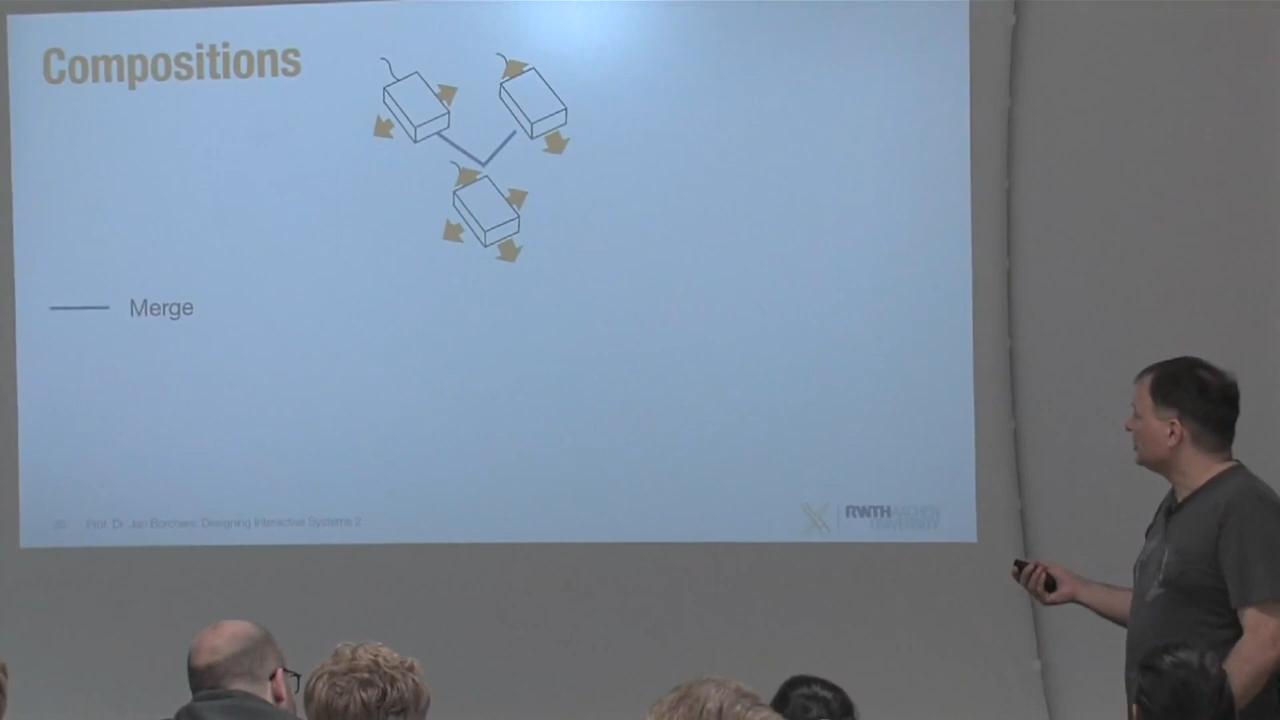 Compositions
Merge
Prof. Dr. Jan Borchers: Designing Interactive Systems 2
RWTH AACHEN
UNIVERSITY